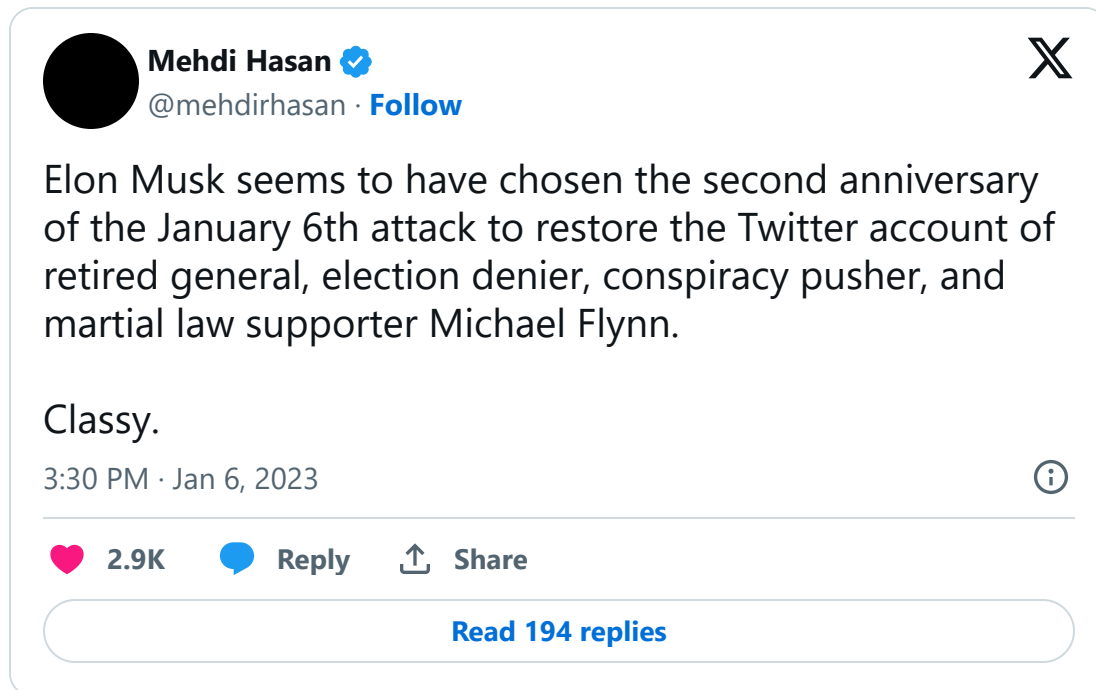 Mehdi Hasan
@mehdirhasan · Follow
Elon Musk seems to have chosen the second anniversary
of the January 6th attack to restore the Twitter account of
retired general, election denier, conspiracy pusher, and
martial law supporter Michael Flynn.
Classy.
3:30 PM · Jan 6, 2023
2.9K Reply Share
Read 194 replies